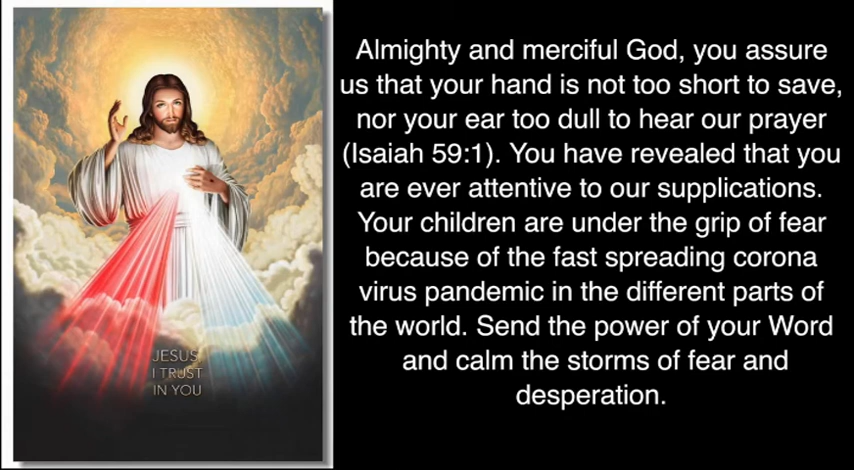 JESUS,
I TRUST
IN YOU
Almighty and merciful God, you assure
us that your hand is not too short to save,
nor your ear too dull to hear our prayer
(Isaiah 59:1). You have revealed that you
are ever attentive to our supplications.
Your children are under the grip of fear
because of the fast spreading corona
virus pandemic in the different parts of
the world. Send the power of your Word
and calm the storms of fear and
desperation.